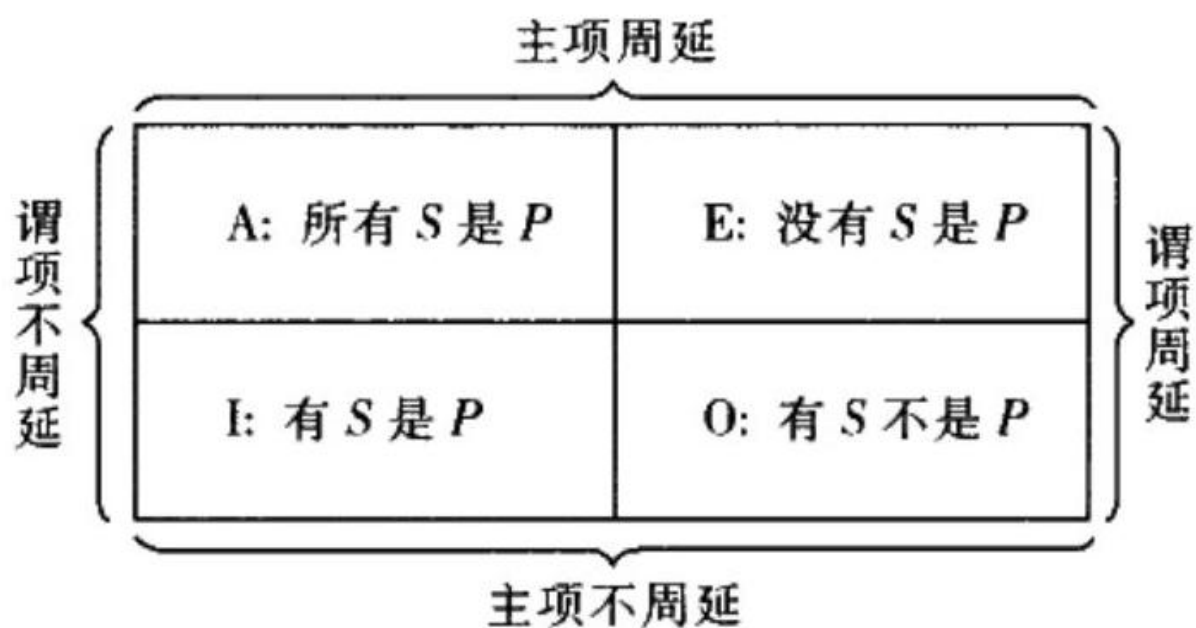 主项周延
谓项不周延
A: 所有 S 是 P
E: 没有 S 是 P
谓项周延
I: 有 S 是 P
O: 有 S 不是 P
主项不周延